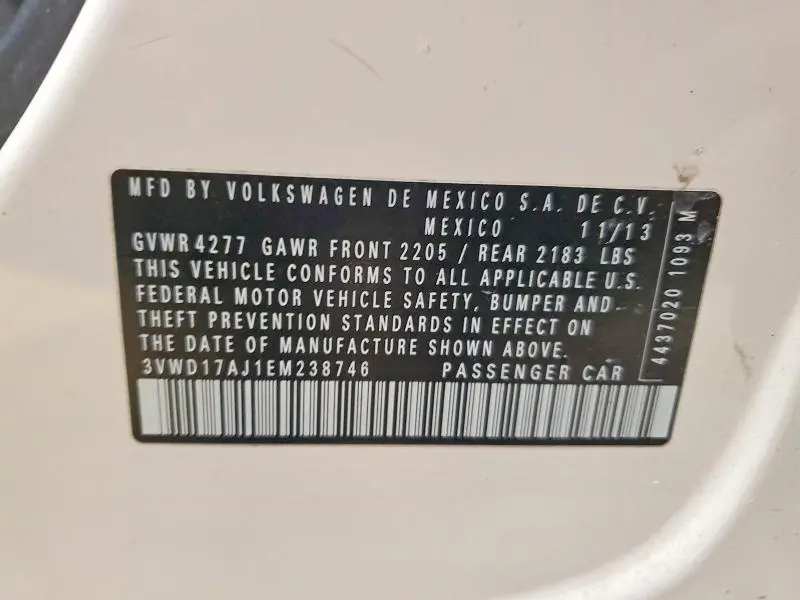 MFD BY VOLKSWAGEN DE MEXICO S.A. DE C.V.
MEXICO 11/13
GVWR 4277 GAWR FRONT 2205 / REAR 2183 LBS
THIS VEHICLE CONFORMS TO ALL APPLICABLE U.S.
FEDERAL MOTOR VEHICLE SAFETY, BUMPER AND
THEFT PREVENTION STANDARDS IN EFFECT ON
THE DATE OF MANUFACTURE SHOWN ABOVE.
3VWD17AJ1EM238746 PASSENGER CAR
4437020 1093 M